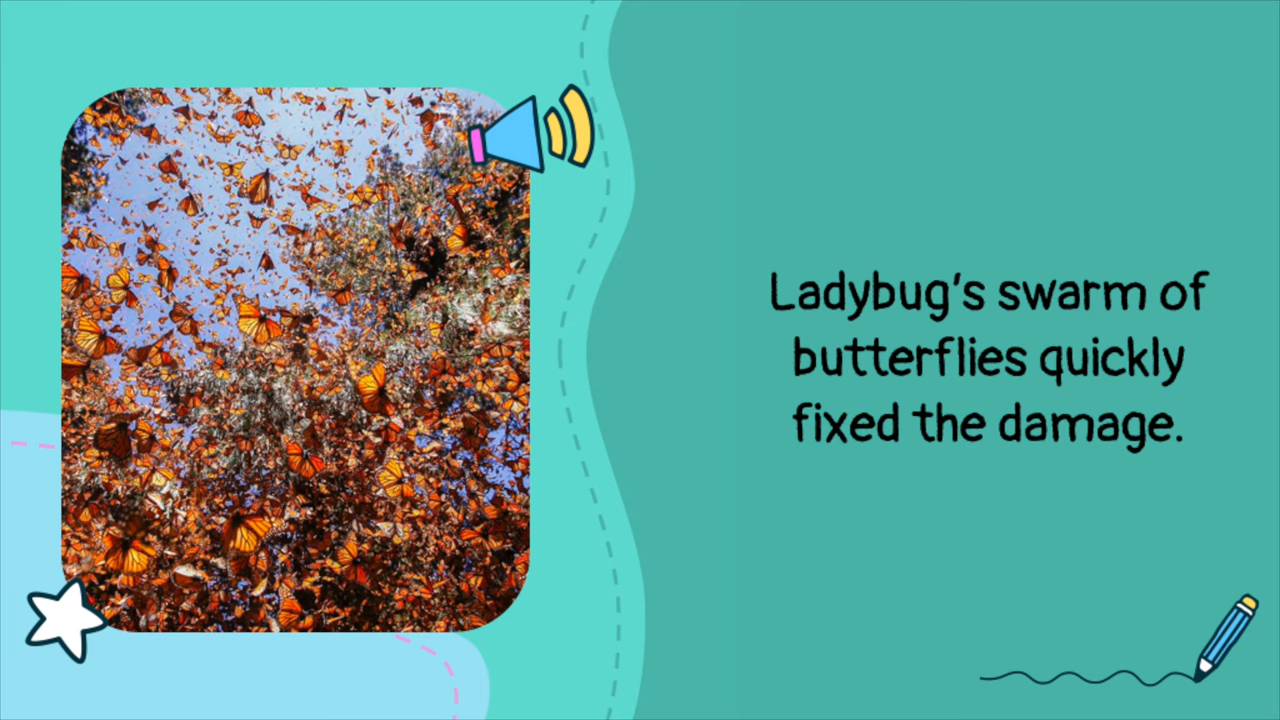 Ladybug's swarm of
butterflies quickly
fixed the damage.